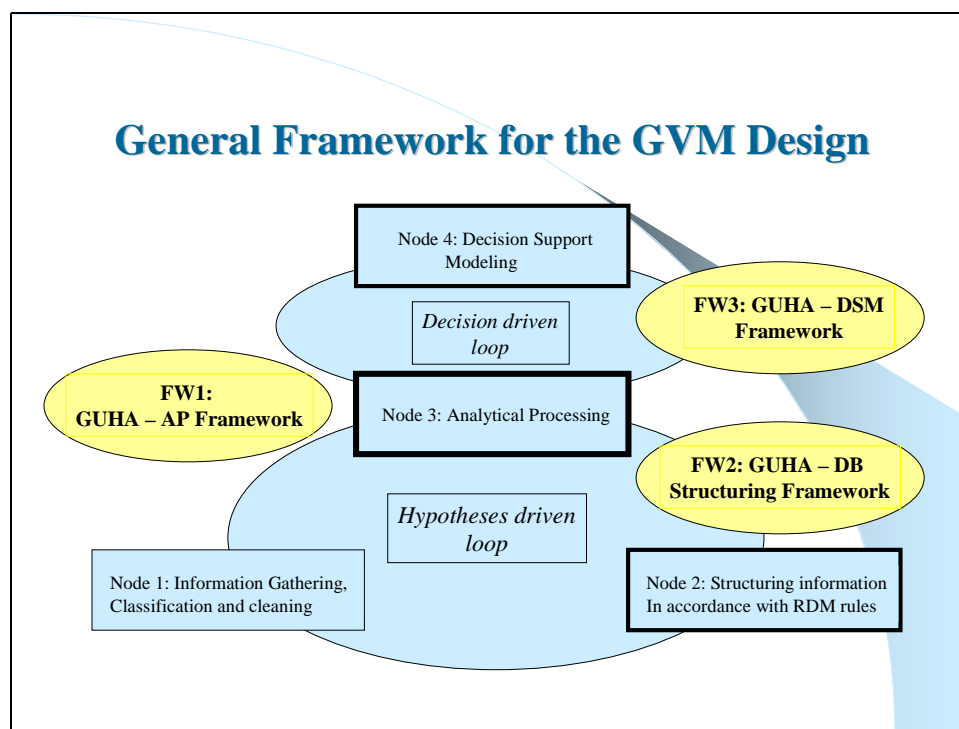 General Framework for the GVM Design
Node 4: Decision Support
Modeling
FW3: GUHA – DSM
Framework
Decision driven
loop
FW1:
GUHA – AP Framework
Node 3: Analytical Processing
FW2: GUHA – DB
Structuring Framework
Hypotheses driven
loop
Node 1: Information Gathering,
Classification and cleaning
Node 2: Structuring information
In accordance with RDM rules